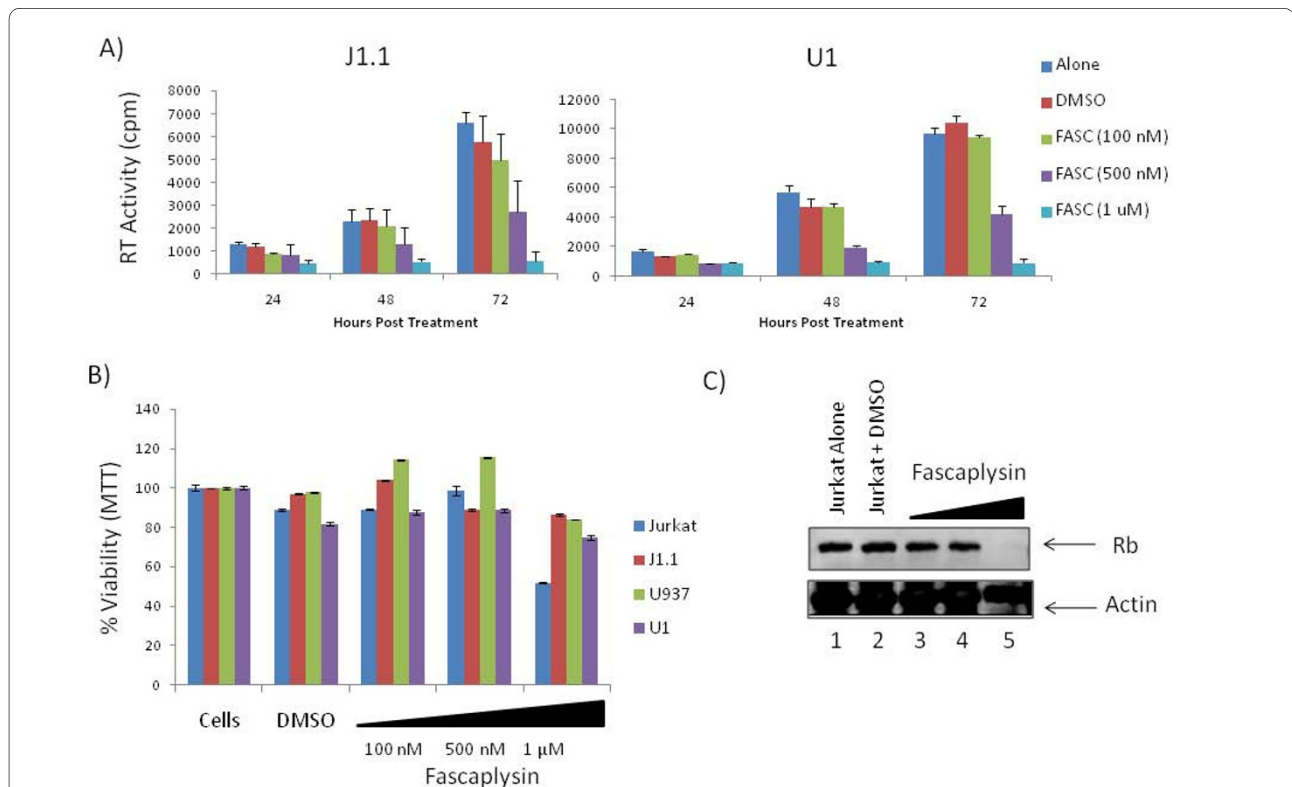 A)
J1.1
U1
RT Activity (cpm)
8000
7000
6000
5000
4000
3000
2000
1000
0
24
48
72
Hours Post Treatment
12000
10000
8000
6000
4000
2000
0
24
48
72
Hours Post Treatment
Alone
DMSO
FASC (100 nM)
FASC (500 nM)
FASC (1 uM)
B)
% Viability (MTT)
140
120
100
80
60
40
20
0
Cells
DMSO
100 nM
500 nM
1 µM
Fascaplysin
Jurkat
J1.1
U937
U1
C)
Jurkat Alone
Jurkat + DMSO
Fascaplysin
Rb
Actin
1 2 3 4 5